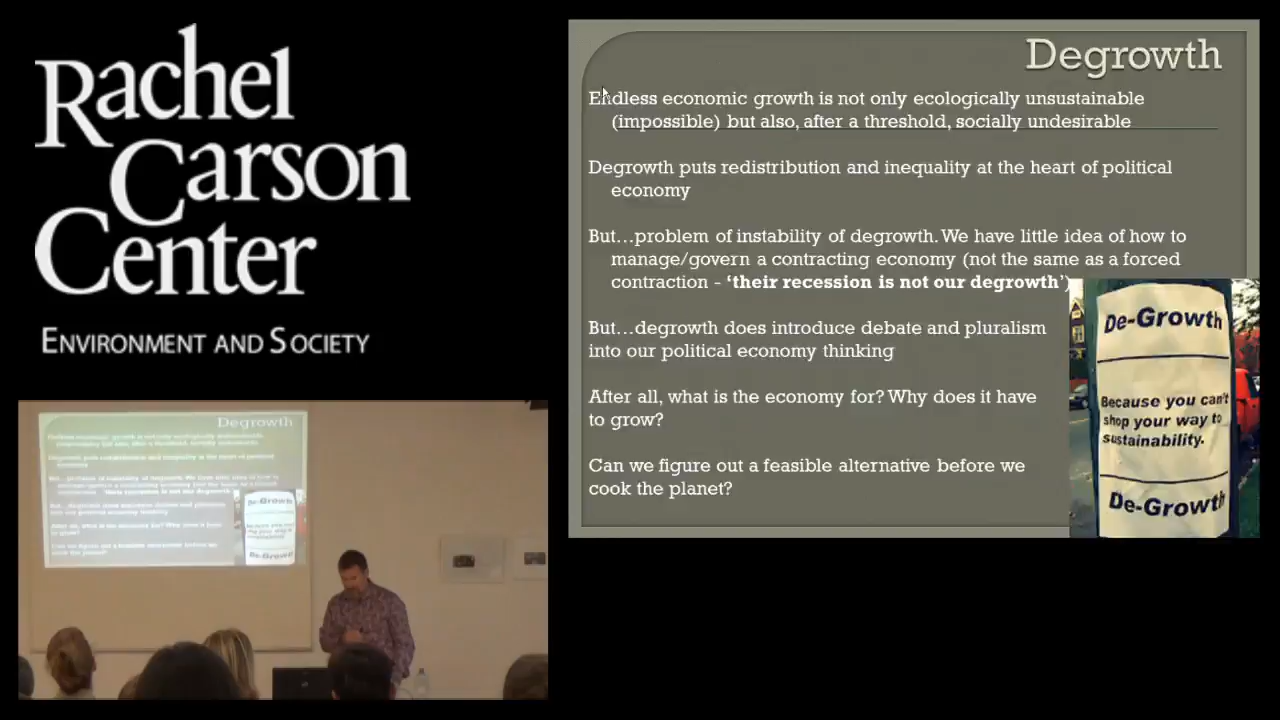 Rachel
Carson
Center
ENVIRONMENT AND SOCIETY
Degrowth
Endless economic growth is not only ecologically unsustainable
(impossible) but also, after a threshold, socially undesirable
Degrowth puts redistribution and inequality at the heart of political
economy
But…problem of instability of degrowth. We have little idea of how to
manage/govern a contracting economy (not the same as a forced
contraction - ‘their recession is not our degrowth’)
But…degrowth does introduce debate and pluralism
into our political economy thinking
After all, what is the economy for? Why does it have
to grow?
Can we figure out a feasible alternative before we
cook the planet?
De-Growth
Because you can't
shop your way to
sustainability.
De-Growth
Degrowth
De-Growth
De-Growth